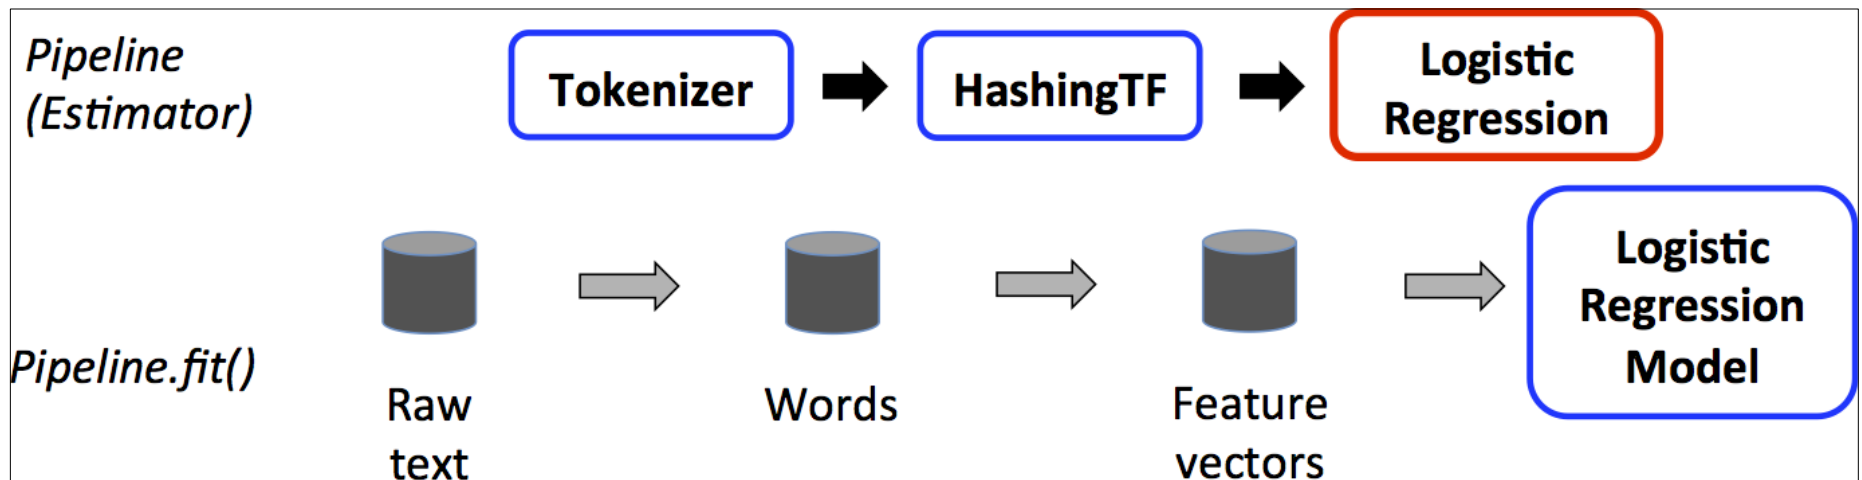 Pipeline
(Estimator)
Tokenizer
HashingTF
Logistic
Regression
Pipeline.fit()
Raw
text
Words
Feature
vectors
Logistic
Regression
Model